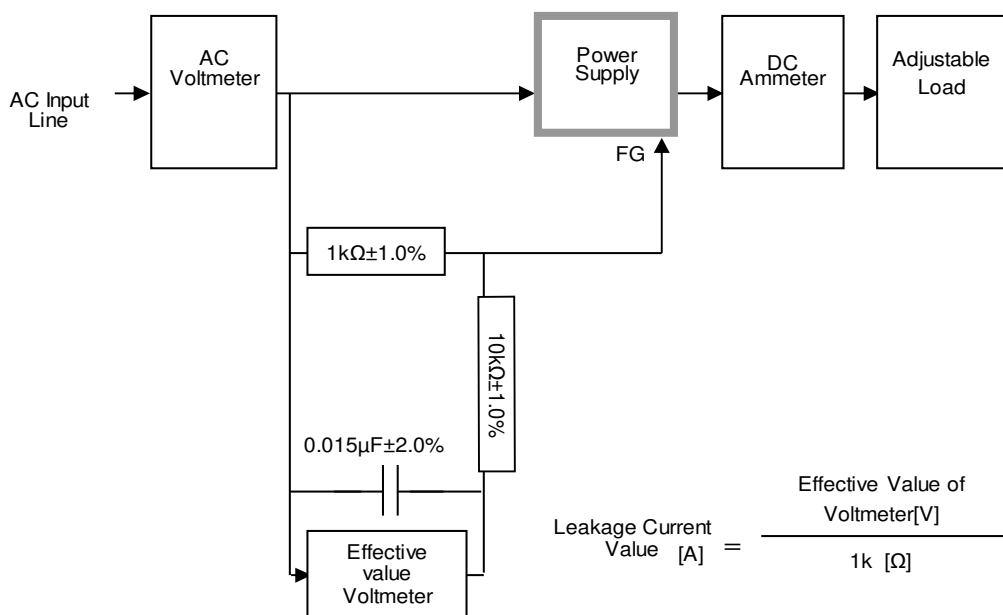 AC Input
Line
AC
Voltmeter
Power
Supply
FG
DC
Ammeter
Adjustable
Load
1kΩ±1.0%
10kΩ±1.0%
0.015µF±2.0%
Effective
value
Voltmeter
Leakage Current
Value [A] =
Effective Value of
Voltmeter[V]
1k [Ω]